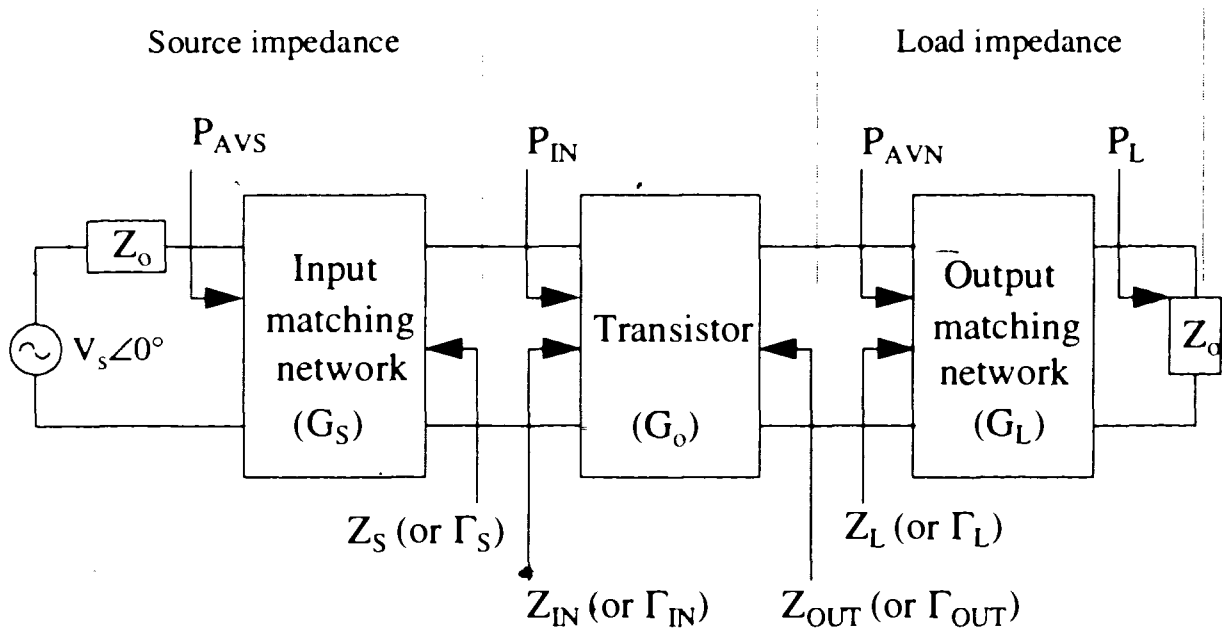 Source impedance
Load impedance
P_AVS
P_IN
P_AVN
P_L
Z_o
V_s∠0°
Input
matching
network
(G_S)
Transistor
(G_o)
Output
matching
network
(G_L)
Z_o
Z_S (or Γ_S)
Z_L (or Γ_L)
Z_IN (or Γ_IN)
Z_OUT (or Γ_OUT)